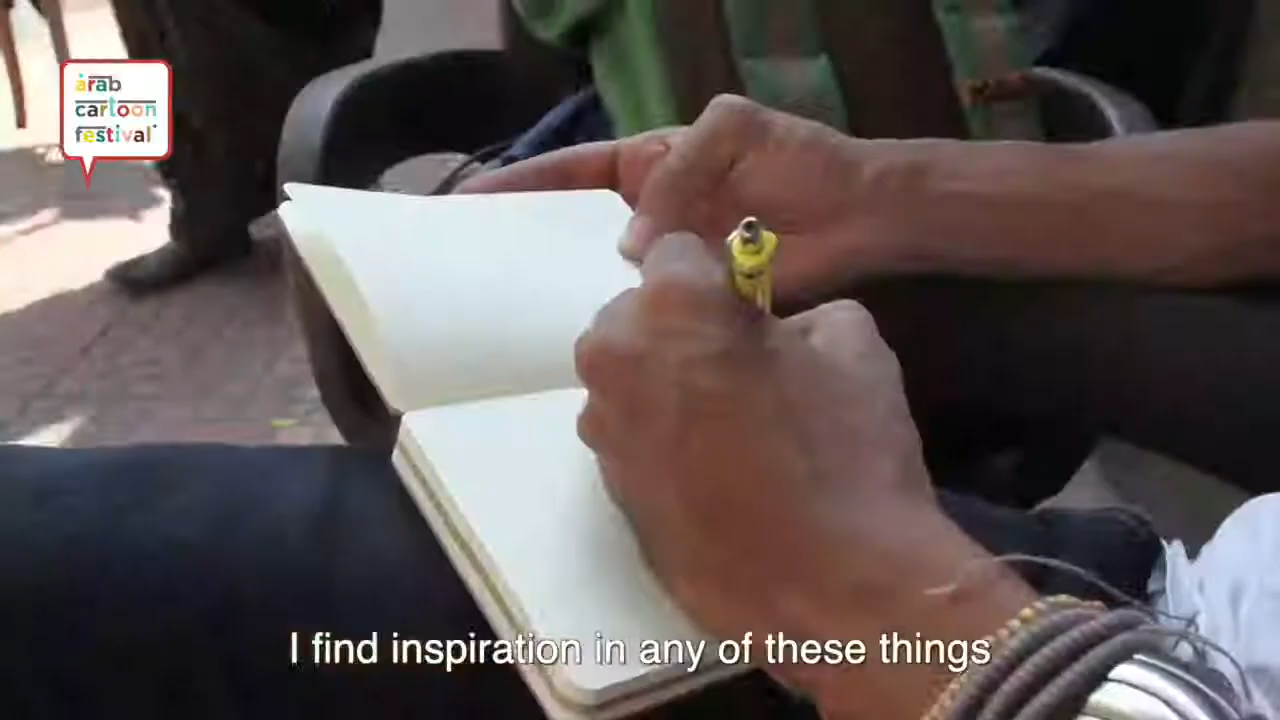 arab
cartoon
festival
I find inspiration in any of these things